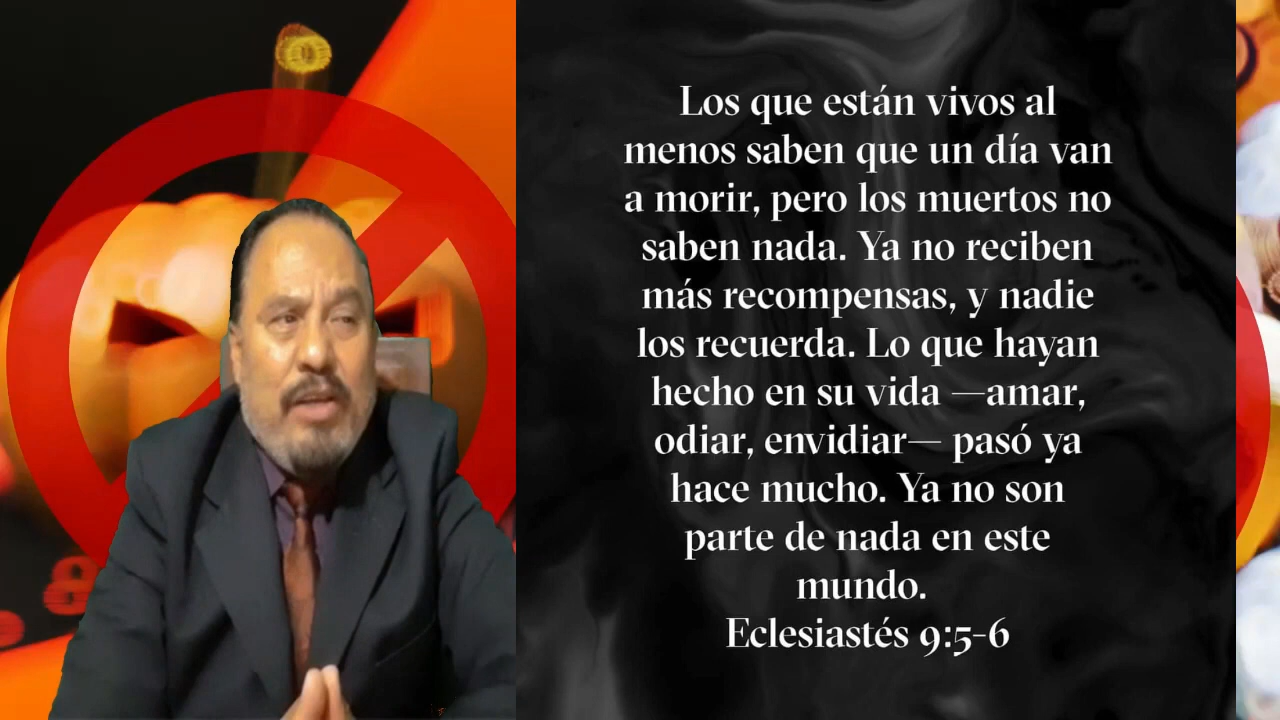 Los que están vivos al
menos saben que un día van
a morir, pero los muertos no
saben nada. Ya no reciben
más recompensas, y nadie
los recuerda. Lo que hayan
hecho en su vida —amar,
odiar, envidiar— pasó ya
hace mucho. Ya no son
parte de nada en este
mundo.
Eclesiastés 9:5-6